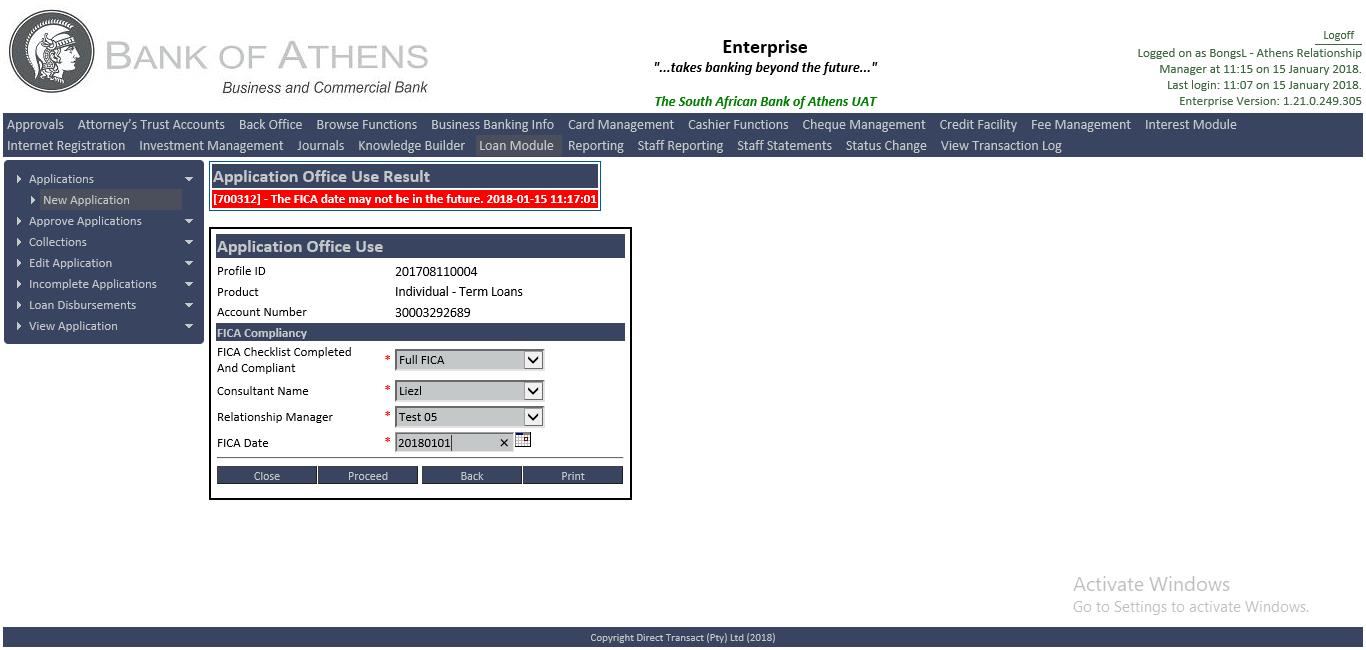 BANK OF ATHENS
Business and Commercial Bank
Enterprise
"...takes banking beyond the future..."
The South African Bank of Athens UAT
Logoff
Logged on as BongsL - Athens Relationship
Manager at 11:15 on 15 January 2018.
Last login: 11:07 on 15 January 2018.
Enterprise Version: 1.21.0.249.305
Approvals Attorney's Trust Accounts Back Office Browse Functions Business Banking Info Card Management Cashier Functions Cheque Management Credit Facility Fee Management Interest Module
Internet Registration Investment Management Journals Knowledge Builder Loan Module Reporting Staff Reporting Staff Statements Status Change View Transaction Log
Applications
New Application
Approve Applications
Collections
Edit Application
Incomplete Applications
Loan Disbursements
View Application
Application Office Use Result
[700312] - The FICA date may not be in the future. 2018-01-15 11:17:01
Application Office Use
Profile ID 201708110004
Product Individual - Term Loans
Account Number 30003292689
FICA Compliancy
FICA Checklist Completed
And Compliant * Full FICA
Consultant Name * Liezl
Relationship Manager * Test 05
FICA Date * 20180101 ×
Close Proceed Back Print
Activate Windows
Go to Settings to activate Windows.
Copyright Direct Transact (Pty) Ltd (2018)